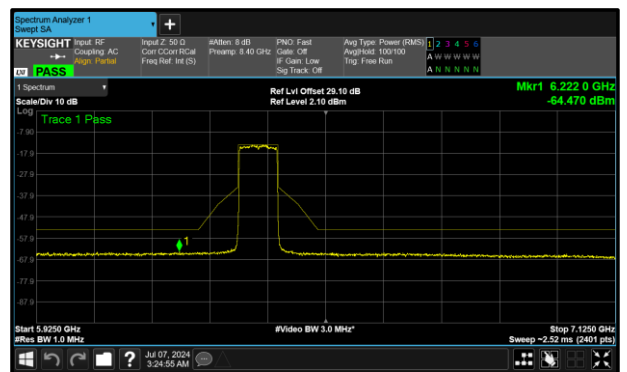 Spectrum Analyzer 1
Swept SA
+
KEYSIGHT Input: RF
Coupling: AC
Align: Partial
Input Z: 50 Ω
Corr CCorr RCal
Freq Ref: Int (S)
#Atten: 8 dB
Preamp: 8.40 GHz
PNO: Fast
Gate: Off
IF Gain: Low
Sig Track: Off
Avg Type: Power (RMS)
Avg|Hold: 100/100
Trig: Free Run
1 2 3 4 5 6
A W W W W W
A N N N N N
LXI PASS
1 Spectrum
Scale/Div 10 dB
Ref Lvl Offset 29.10 dB
Ref Level 2.10 dBm
Mkr1 6.222 0 GHz
-64.470 dBm
Log
Trace 1 Pass
-7.90
-17.9
-27.9
-37.9
-47.9
-57.9
-67.9
-77.9
-87.9
1
Start 5.9250 GHz
#Res BW 1.0 MHz
#Video BW 3.0 MHz*
Stop 7.1250 GHz
Sweep ~2.52 ms (2401 pts)
?
Jul 07, 2024
3:24:55 AM